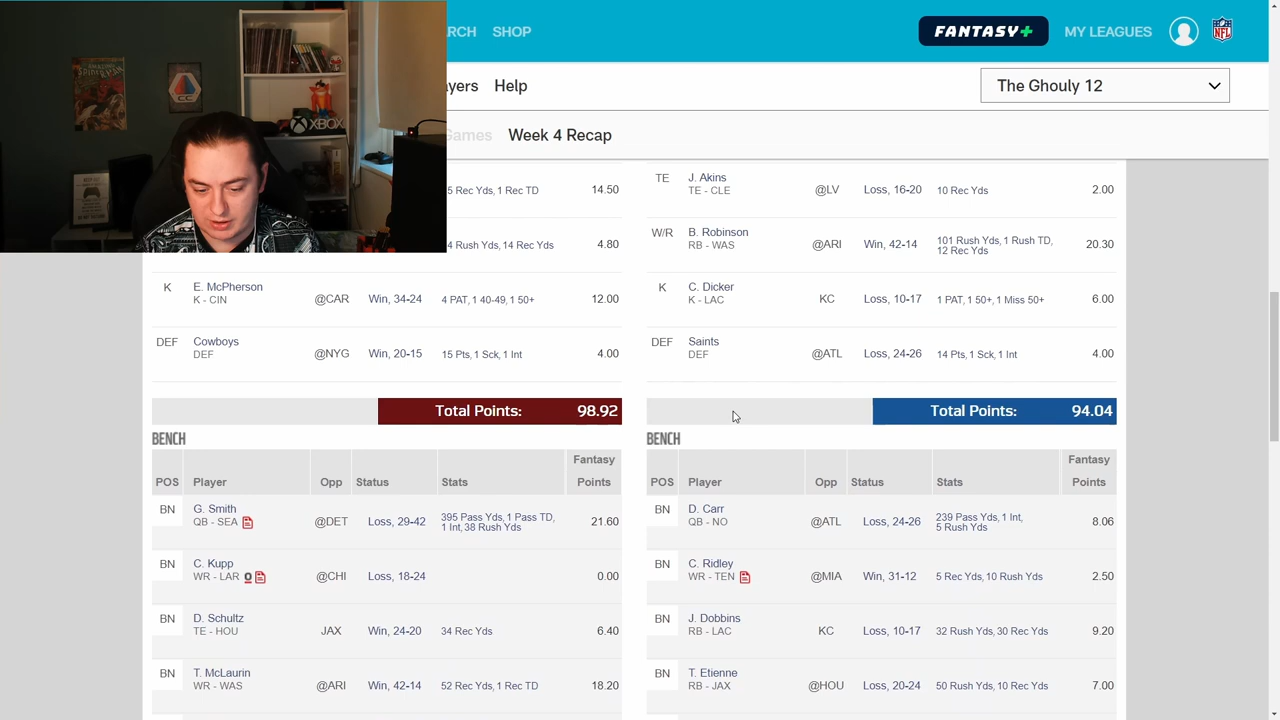 ARCH SHOP FANTASY+ MY LEAGUES NFL
ayers Help The Ghouly 12
Games Week 4 Recap
XBOX
5 Rec Yds, 1 Rec TD 14.50
TE J. Akins @LV Loss, 16-20 10 Rec Yds 2.00
TE - CLE
4 Rush Yds, 14 Rec Yds 4.80
W/R B. Robinson @ARI Win, 42-14 101 Rush Yds, 1 Rush TD, 20.30
RB - WAS 12 Rec Yds
K E. McPherson @CAR Win, 34-24 4 PAT, 1 40-49, 1 50+ 12.00
K - CIN
K C. Dicker KC Loss, 10-17 1 PAT, 1 50+, 1 Miss 50+ 6.00
K - LAC
DEF Cowboys @NYG Win, 20-15 15 Pts, 1 Sck, 1 Int 4.00
DEF
DEF Saints @ATL Loss, 24-26 14 Pts, 1 Sck, 1 Int 4.00
DEF
Total Points: 98.92
Total Points: 94.04
BENCH
POS Player Opp Status Stats Fantasy
Points
BN G. Smith @DET Loss, 29-42 395 Pass Yds, 1 Pass TD, 21.60
QB - SEA 1 Int, 38 Rush Yds
BN C. Kupp @CHI Loss, 18-24 0.00
WR - LAR O
BN D. Schultz JAX Win, 24-20 34 Rec Yds 6.40
TE - HOU
BN T. McLaurin @ARI Win, 42-14 52 Rec Yds, 1 Rec TD 18.20
WR - WAS
BENCH
POS Player Opp Status Stats Fantasy
Points
BN D. Carr @ATL Loss, 24-26 239 Pass Yds, 1 Int, 8.06
QB - NO 5 Rush Yds
BN C. Ridley @MIA Win, 31-12 5 Rec Yds, 10 Rush Yds 2.50
WR - TEN
BN J. Dobbins KC Loss, 10-17 32 Rush Yds, 30 Rec Yds 9.20
RB - LAC
BN T. Etienne @HOU Loss, 20-24 50 Rush Yds, 10 Rec Yds 7.00
RB - JAX